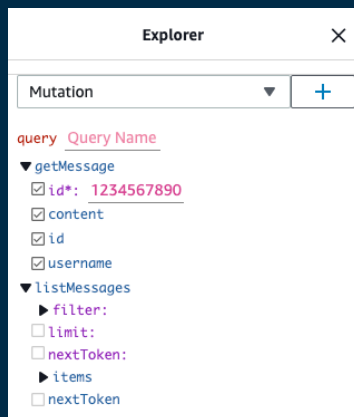 Explorer
Mutation
query Query Name
getMessage
id*: 1234567890
content
id
username
listMessages
filter:
limit:
nextToken:
items
nextToken